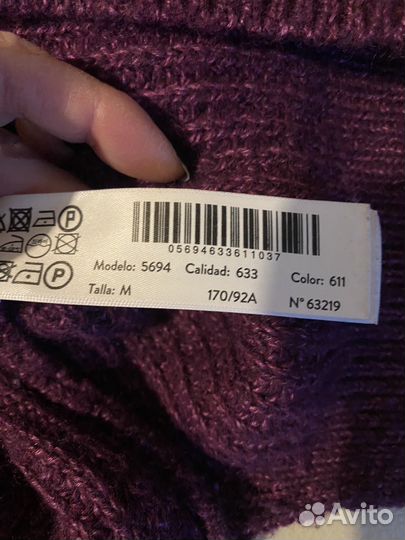 P
05694633611037
Modelo: 5694 Calidad: 633 Color: 611
Talla: M 170/92A Nº 63219
P
Avito